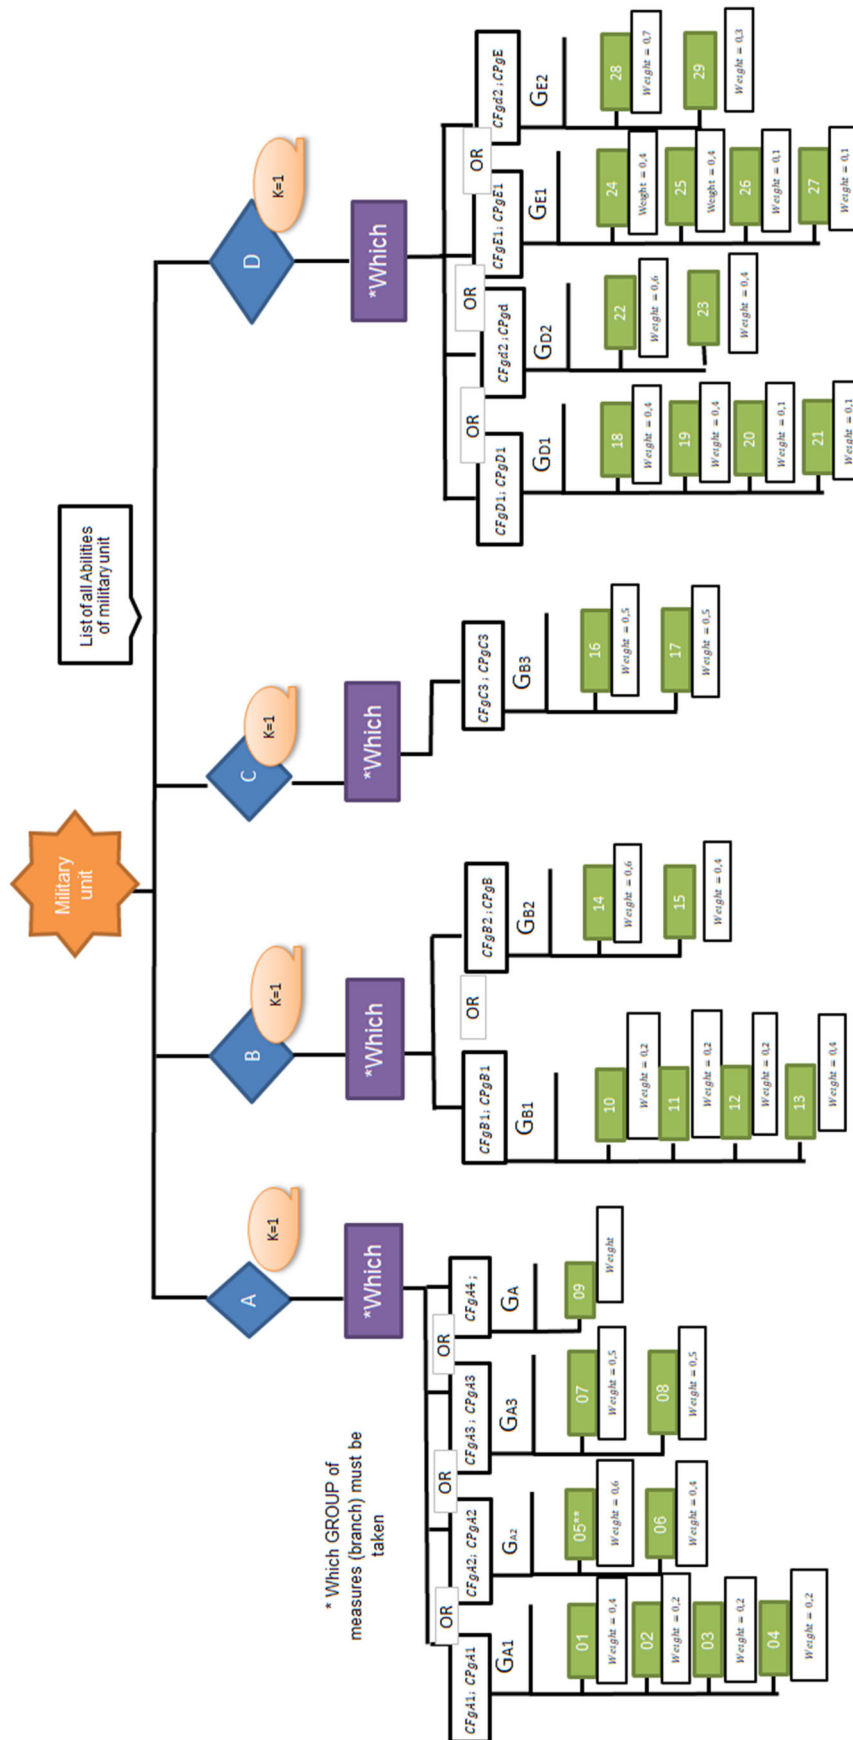 Military
unit
List of all Abilities
of military unit
A
K=1
B
K=1
C
K=1
D
K=1
*Which
*Which
*Which
*Which
* Which GROUP of
measures (branch) must be
taken
CFgA1; CPgA1
OR
CFgA2; CPgA2
OR
CFgA3; CPgA3
OR
CFgA4;
GA1
GA2
GA3
GA
01
Weight = 0,4
02
Weight = 0,2
03
Weight = 0,2
04
Weight = 0,2
05**
Weight = 0,6
06
Weight = 0,4
07
Weight = 0,5
08
Weight = 0,5
09
Weight
CFgB1; CPgB1
OR
CFgB2; CPgB
GB1
GB2
10
Weight = 0,2
11
Weight = 0,2
12
Weight = 0,2
13
Weight = 0,4
14
Weight = 0,6
15
Weight = 0,4
CFgC3; CPgC3
GB3
16
Weight = 0,5
17
Weight = 0,5
CFgD1; CPgD1
OR
CFgd2; CPgd
OR
CFgE1; CPgE1
OR
CFgd2; CPgE
GD1
GD2
GE1
GE2
18
Weight = 0,4
19
Weight = 0,4
20
Weight = 0,1
21
Weight = 0,1
22
Weight = 0,6
23
Weight = 0,4
24
Weight = 0,4
25
Weight = 0,4
26
Weight = 0,1
27
Weight = 0,1
28
Weight = 0,7
29
Weight = 0,3